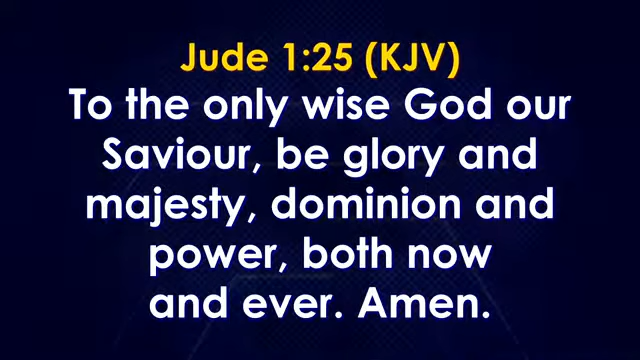 Jude 1:25 (KJV)
To the only wise God our
Saviour, be glory and
majesty, dominion and
power, both now
and ever. Amen.